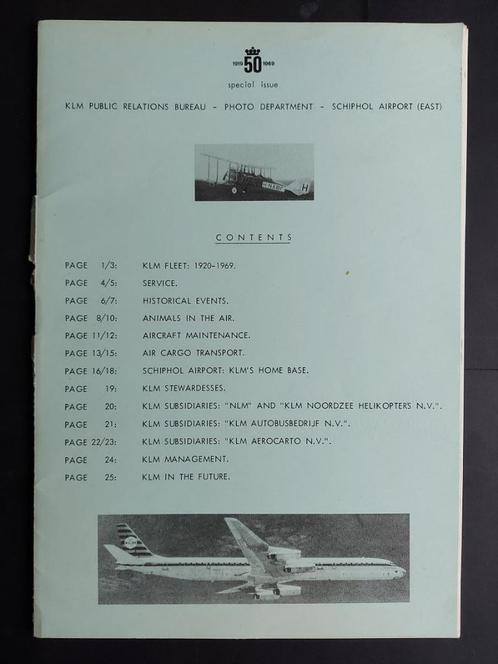 1919 50 1969
special issue
KLM PUBLIC RELATIONS BUREAU - PHOTO DEPARTMENT - SCHIPHOL AIRPORT (EAST)
H
CONTENTS
PAGE 1/3: KLM FLEET: 1920-1969.
PAGE 4/5: SERVICE.
PAGE 6/7: HISTORICAL EVENTS.
PAGE 8/10: ANIMALS IN THE AIR.
PAGE 11/12: AIRCRAFT MAINTENANCE.
PAGE 13/15: AIR CARGO TRANSPORT.
PAGE 16/18: SCHIPHOL AIRPORT: KLM'S HOME BASE.
PAGE 19: KLM STEWARDESSES.
PAGE 20: KLM SUBSIDIARIES: "NLM" AND "KLM NOORDZEE HELIKOPTERS N.V.".
PAGE 21: KLM SUBSIDIARIES: "KLM AUTOBUSBEDRIJF N.V.".
PAGE 22/23: KLM SUBSIDIARIES: "KLM AEROCARTO N.V.".
PAGE 24: KLM MANAGEMENT.
PAGE 25: KLM IN THE FUTURE.